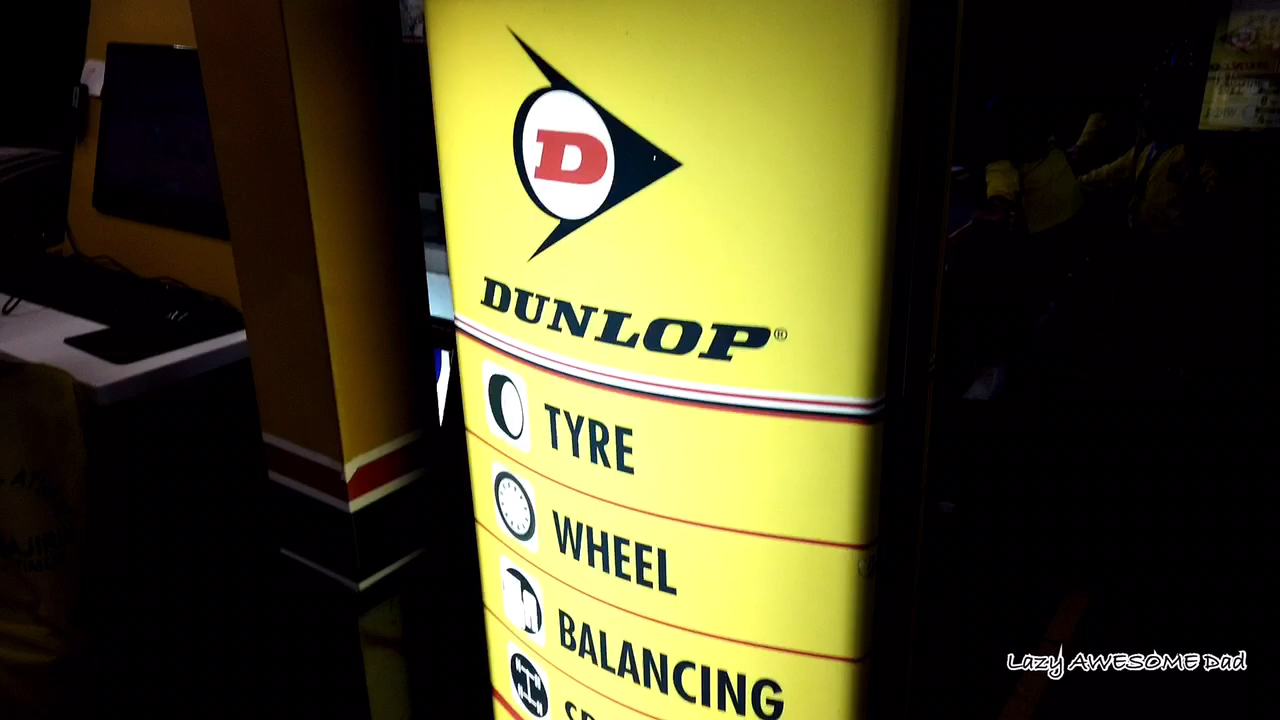 D
DUNLOP®
TYRE
WHEEL
BALANCING
Lazy AWESOME Dad